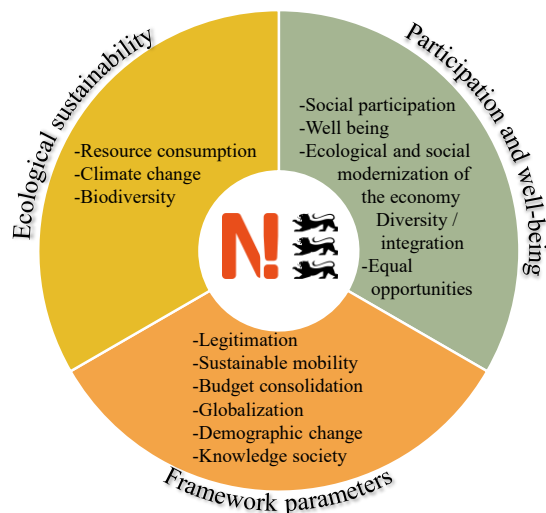 Ecological sustainability
-Resource consumption
-Climate change
-Biodiversity
Participation and well-being
-Social participation
-Well being
-Ecological and social
modernization of
the economy
Diversity /
integration
-Equal
opportunities
N!
-Legitimation
-Sustainable mobility
-Budget consolidation
-Globalization
-Demographic change
-Knowledge society
Framework parameters